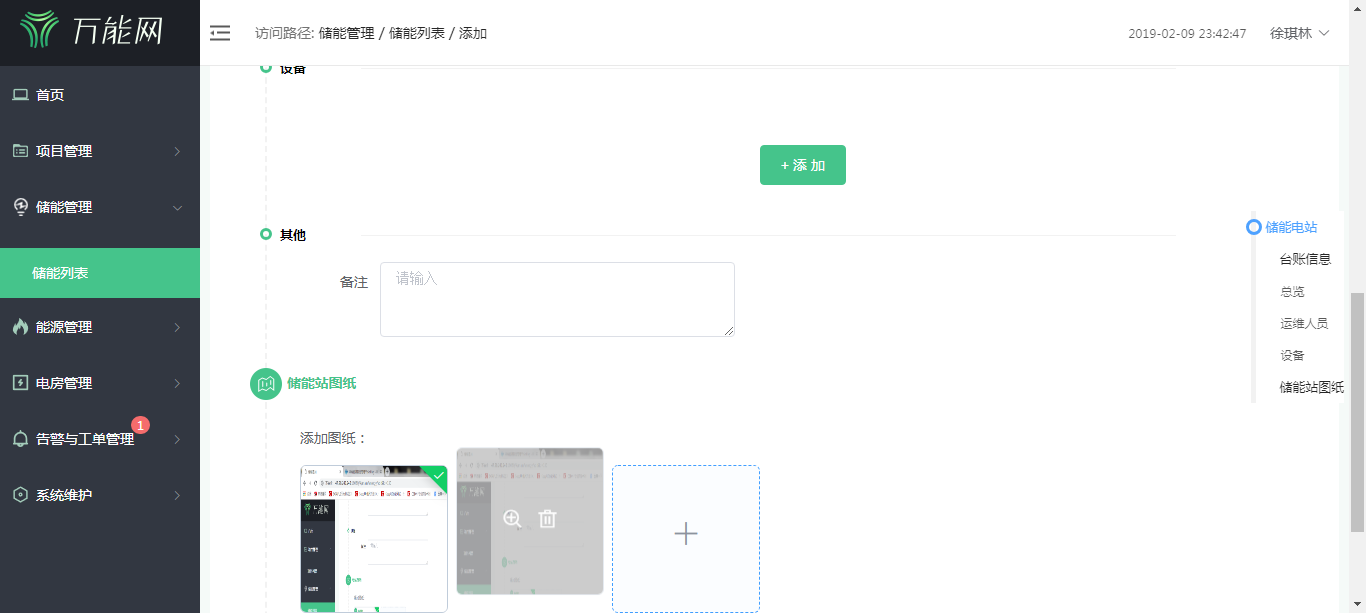 万能网
访问路径: 储能管理 / 储能列表 / 添加
2019-02-09 23:42:47
徐琪林
首页
项目管理
储能管理
储能列表
能源管理
电房管理
告警与工单管理
1
系统维护
设备
+ 添 加
其他
备注
请输入
储能站图纸
添加图纸：
储能电站
台账信息
总览
运维人员
设备
储能站图纸